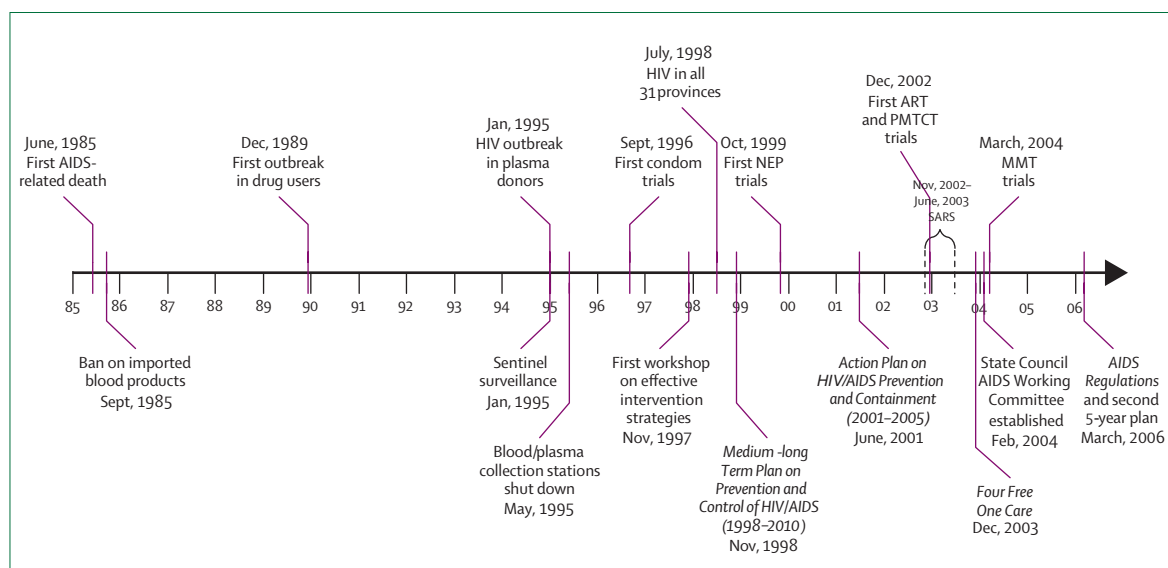 June, 1985
First AIDS-
related death
Dec, 1989
First outbreak
in drug users
Jan, 1995
HIV outbreak
in plasma
donors
Sept, 1996
First condom
trials
July, 1998
HIV in all
31 provinces
Oct, 1999
First NEP
trials
Dec, 2002
First ART
and PMTCT
trials
Nov, 2002–
June, 2003
SARS
March, 2004
MMT
trials
85 86 87 88 89 90 91 92 93 94 95 96 97 98 99 00 01 02 03 04 05 06
Ban on imported
blood products
Sept, 1985
Sentinel
surveillance
Jan, 1995
Blood/plasma
collection stations
shut down
May, 1995
First workshop
on effective
intervention
strategies
Nov, 1997
Medium -long
Term Plan on
Prevention and
Control of HIV/AIDS
(1998–2010)
Nov, 1998
Action Plan on
HIV/AIDS Prevention
and Containment
(2001–2005)
June, 2001
State Council
AIDS Working
Committee
established
Feb, 2004
Four Free
One Care
Dec, 2003
AIDS
Regulations
and second
5-year plan
March, 2006